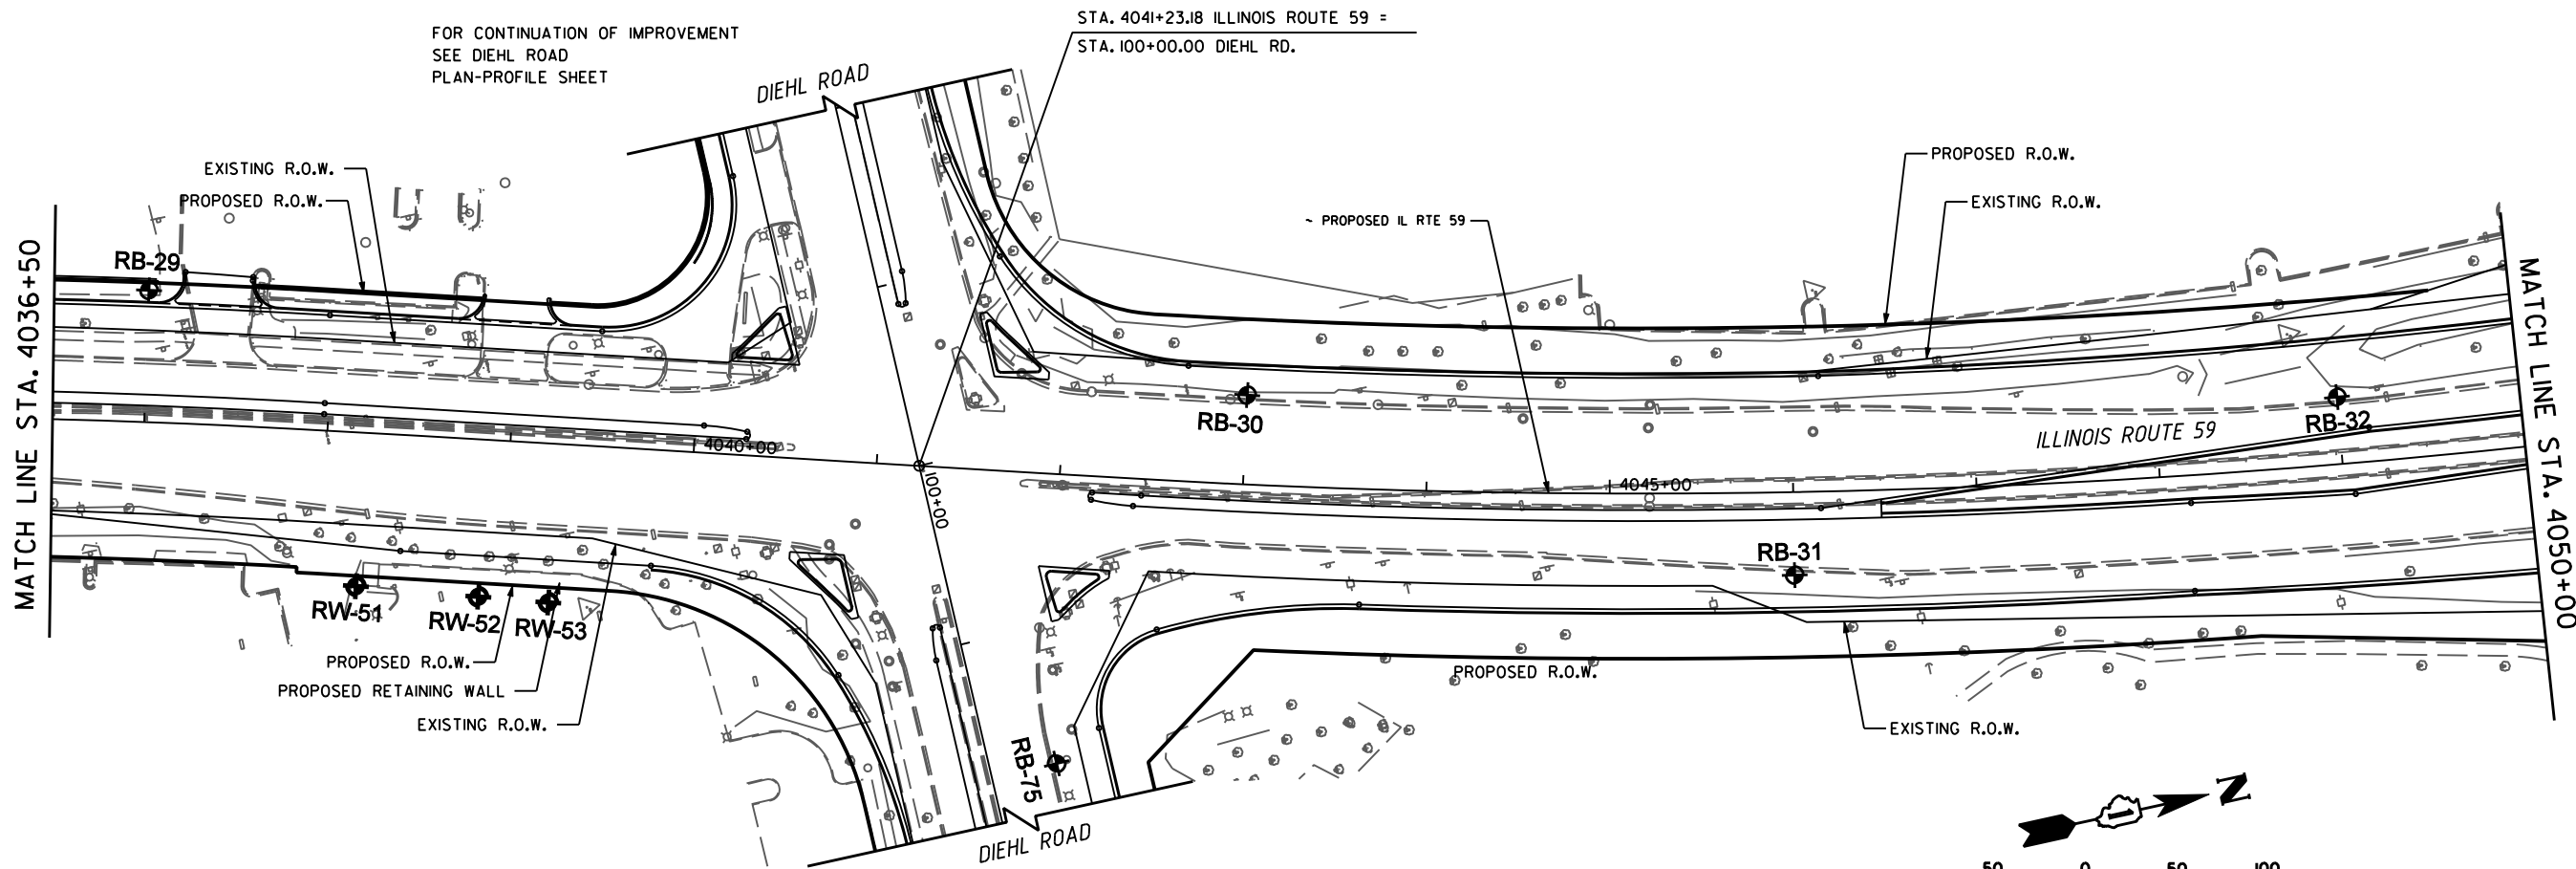 FOR CONTINUATION OF IMPROVEMENT
SEE DIEHL ROAD
PLAN-PROFILE SHEET
STA. 4041+23.18 ILLINOIS ROUTE 59 =
STA. 100+00.00 DIEHL RD.
DIEHL ROAD
EXISTING R.O.W.
PROPOSED R.O.W.
PROPOSED R.O.W.
EXISTING R.O.W.
~ PROPOSED IL RTE 59
MATCH LINE STA. 4036+50
RB-29
RB-30
RB-32
ILLINOIS ROUTE 59
4040+00
100+00
4045+00
MATCH LINE STA. 4050+00
RB-31
RW-51
RW-52
RW-53
PROPOSED R.O.W.
PROPOSED RETAINING WALL
EXISTING R.O.W.
PROPOSED R.O.W.
EXISTING R.O.W.
RB-75
DIEHL ROAD
N
50 0 50 100